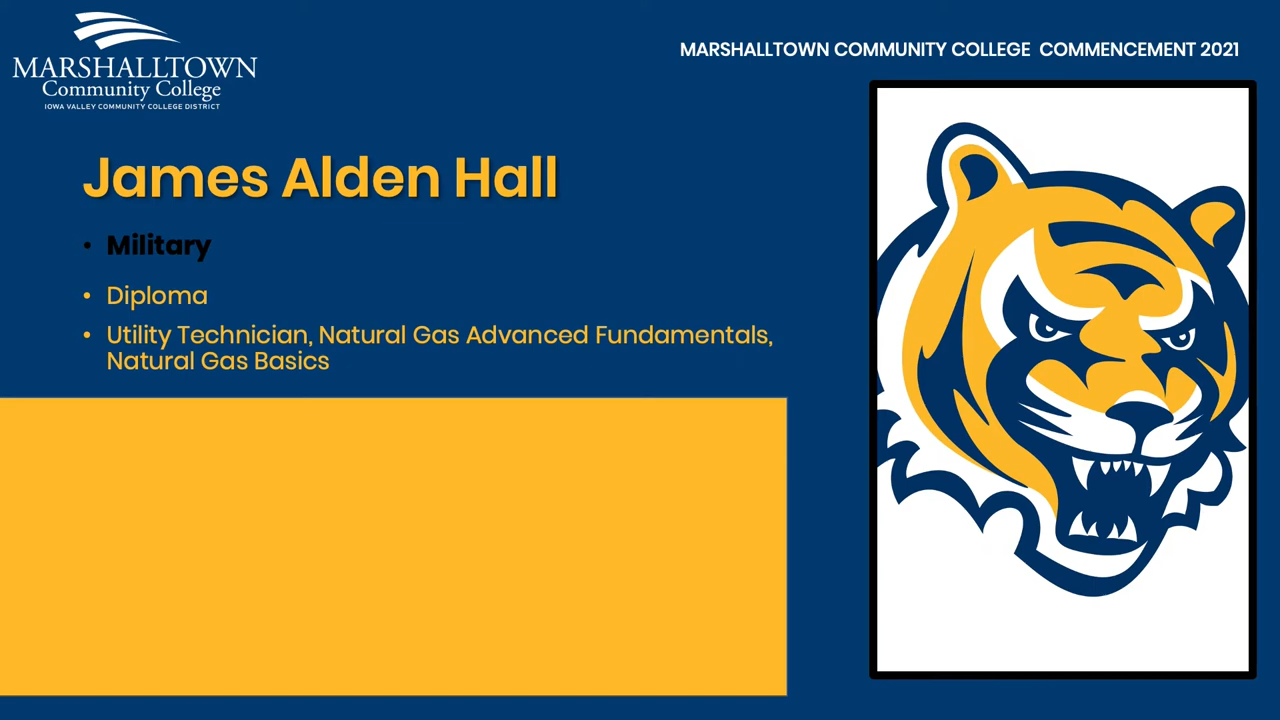 MARSHALLTOWN
Community College
IOWA VALLEY COMMUNITY COLLEGE DISTRICT
MARSHALLTOWN COMMUNITY COLLEGE COMMENCEMENT 2021
James Alden Hall
• Military
• Diploma
• Utility Technician, Natural Gas Advanced Fundamentals,
Natural Gas Basics